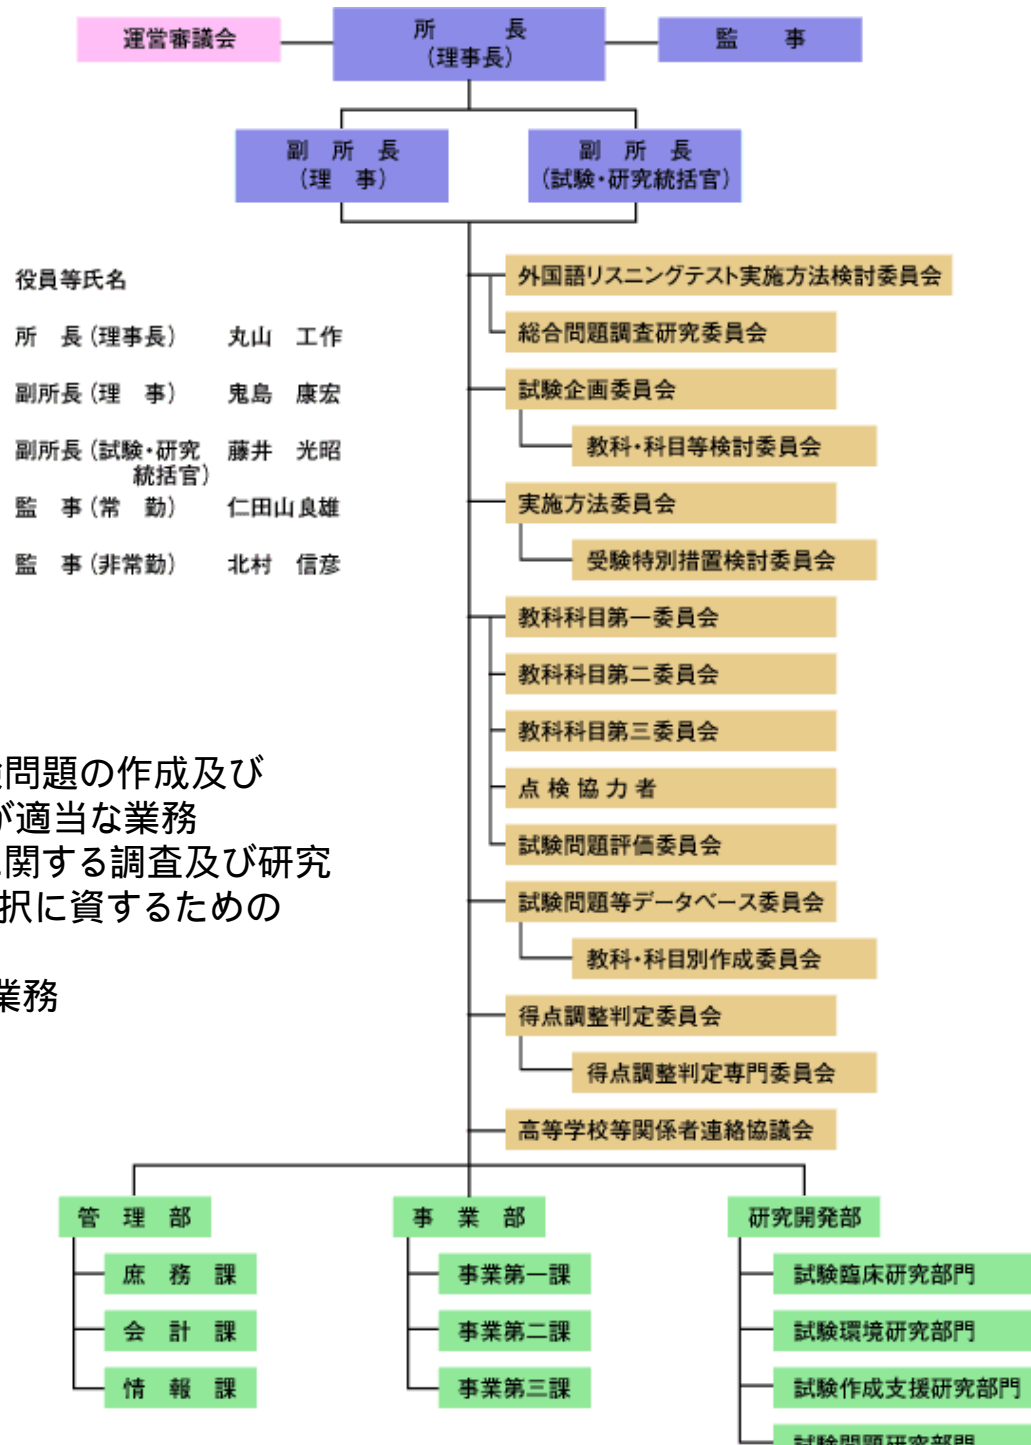 運営審議会
所　　長
（理事長）
監　　事
副　所　長
（理　事）
副　所　長
（試験・研究統括官）
役員等氏名
所　長（理事長）　丸山　工作
副所長（理　事）　鬼島　康宏
副所長（試験・研究　藤井　光昭
統括官）
監　事（常　勤）　仁田山良雄
監　事（非常勤）　北村　信彦
外国語リスニングテスト実施方法検討委員会
総合問題調査研究委員会
試験企画委員会
教科・科目等検討委員会
実施方法委員会
受験特別措置検討委員会
教科科目第一委員会
教科科目第二委員会
教科科目第三委員会
点検協力者
試験問題評価委員会
試験問題等データベース委員会
教科・科目別作成委員会
得点調整判定委員会
得点調整判定専門委員会
高等学校等関係者連絡協議会
問題の作成及び
が適当な業務
関する調査及び研究
択に資するための
業務
管　理　部
庶　務　課
会　計　課
情　報　課
事　業　部
事業第一課
事業第二課
事業第三課
研究開発部
試験臨床研究部門
試験環境研究部門
試験作成支援研究部門
試験問題研究部門